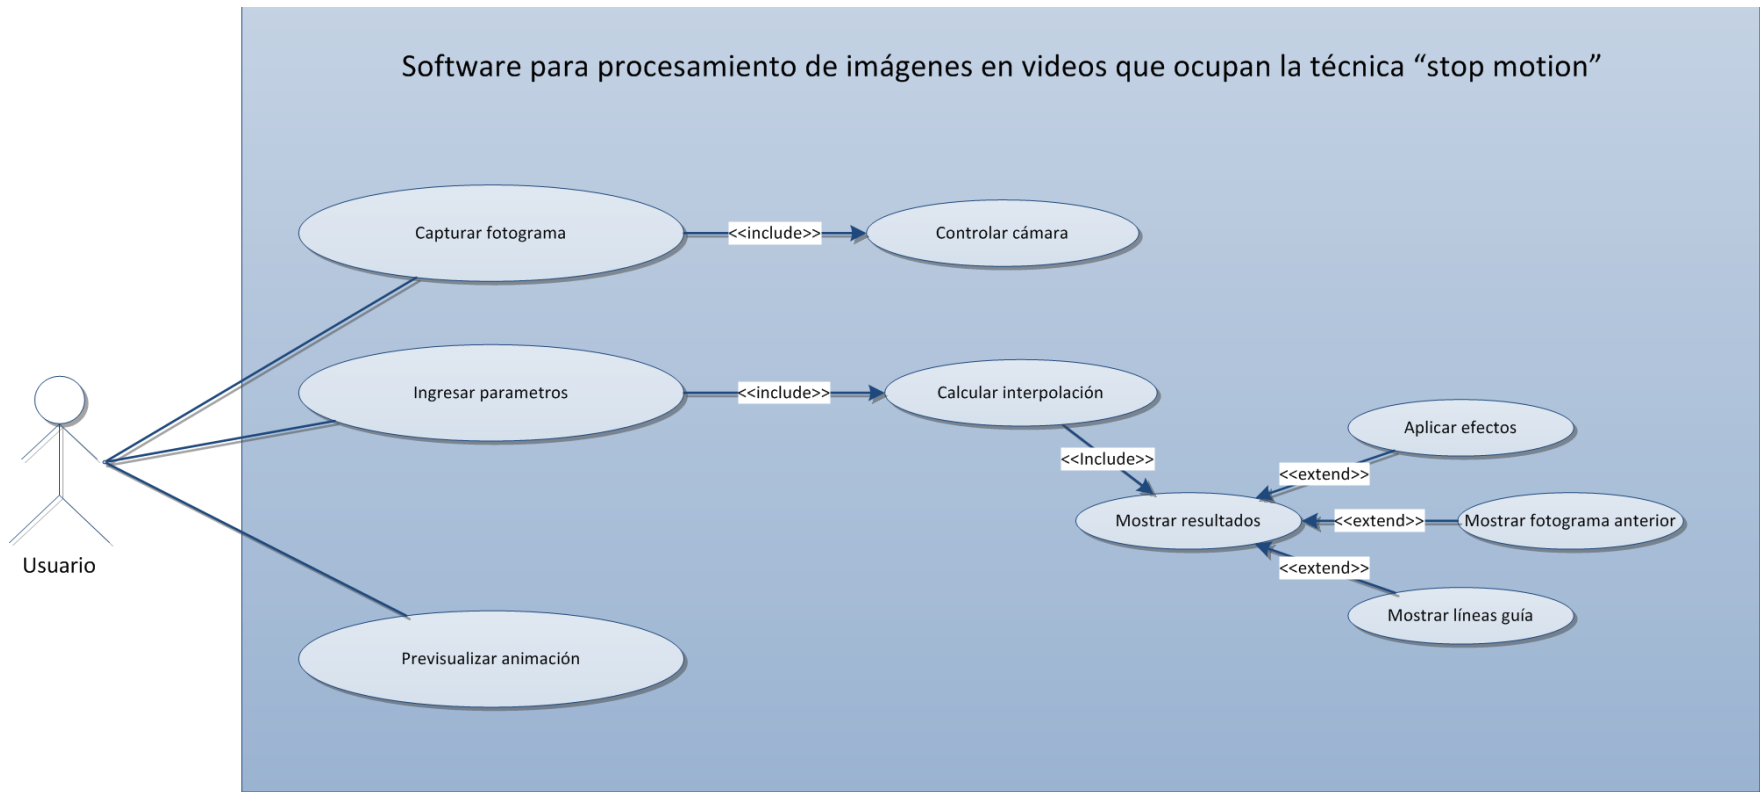 Software para procesamiento de imágenes en videos que ocupan la técnica “stop motion”
Capturar fotograma
<<include>>
Controlar cámara
Ingresar parametros
<<include>>
Calcular interpolación
<<Include>>
Aplicar efectos
<<extend>>
Mostrar resultados
<<extend>>
Mostrar fotograma anterior
<<extend>>
Mostrar líneas guía
Usuario
Previsualizar animación